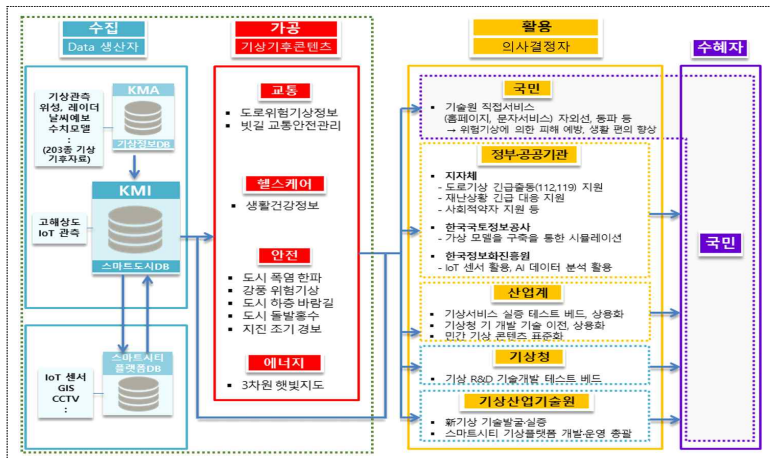 수집
Data 생산자
기상관측
위성, 레이더
날씨예보
수치모델
:
(203종 기상
기후자료)
KMA
기상정보DB
KMI
스마트도시DB
고해상도
IoT 관측
스마트시티
플랫폼DB
IoT 센서
GIS
CCTV
:
가공
기상기후콘텐츠
교통
▪ 도로위험기상정보
▪ 빗길 교통안전관리
헬스케어
▪ 생활건강정보
안전
▪ 도시 폭염 한파
▪ 강풍 위험기상
▪ 도시 하층 바람길
▪ 도시 돌발홍수
▪ 지진 조기 경보
에너지
▪ 3차원 햇빛지도
활용
의사결정자
국민
▪ 기술원 직접서비스
(홈페이지, 문자서비스) 자외선, 동파 등
→ 위험기상에 의한 피해 예방, 생활 편의 향상
정부·공공기관
▪ 지자체
- 도로기상 긴급출동(112,119) 지원
- 재난상황 긴급 대응 지원
- 사회적약자 지원 등
▪ 한국국토정보공사
- 가상 모델을 구축을 통한 시뮬레이션
▪ 한국정보화진흥원
- IoT 센서 활용, AI 데이터 분석 활용
산업계
▪ 기상서비스 실증 테스트 베드, 상용화
▪ 기상청 기 개발 기술 이전, 상용화
▪ 민간 기상 콘텐츠 표준화
기상청
▪ 기상 R&D 기술개발 테스트 베드
기상산업기술원
▪ 新기상 기술발굴·실증
▪ 스마트시티 기상플랫폼 개발·운영 총괄
수혜자
국민